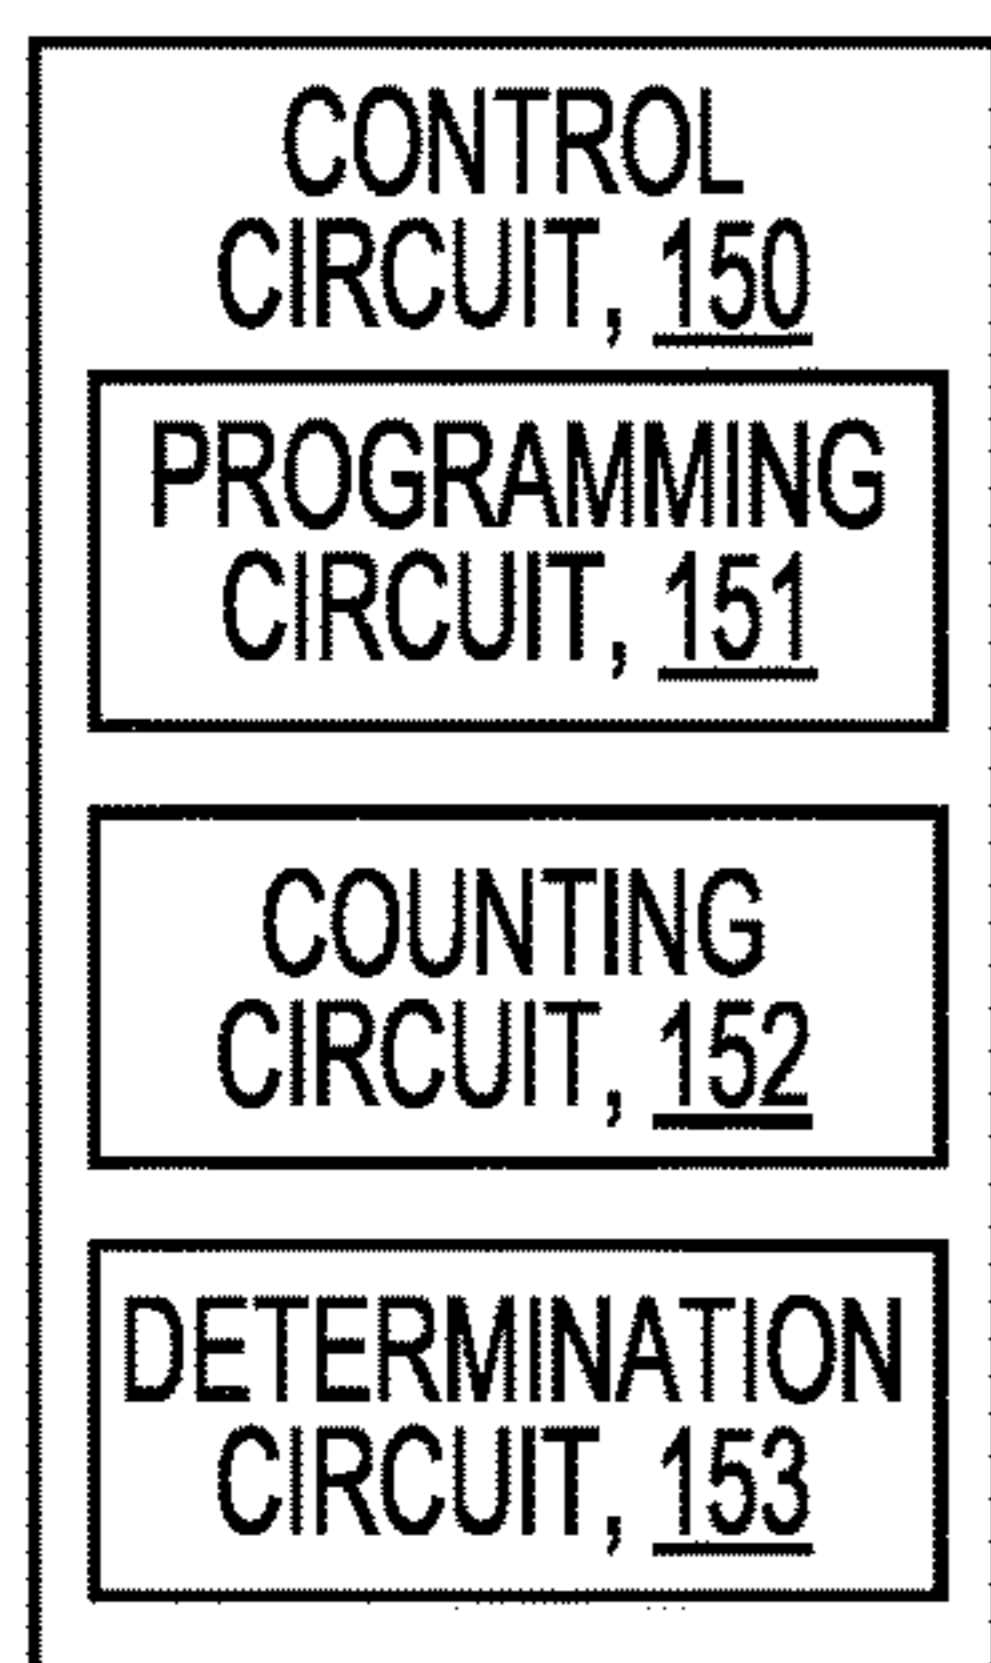 CONTROL
CIRCUIT, 150
PROGRAMMING
CIRCUIT, 151
COUNTING
CIRCUIT, 152
DETERMINATION
CIRCUIT, 153